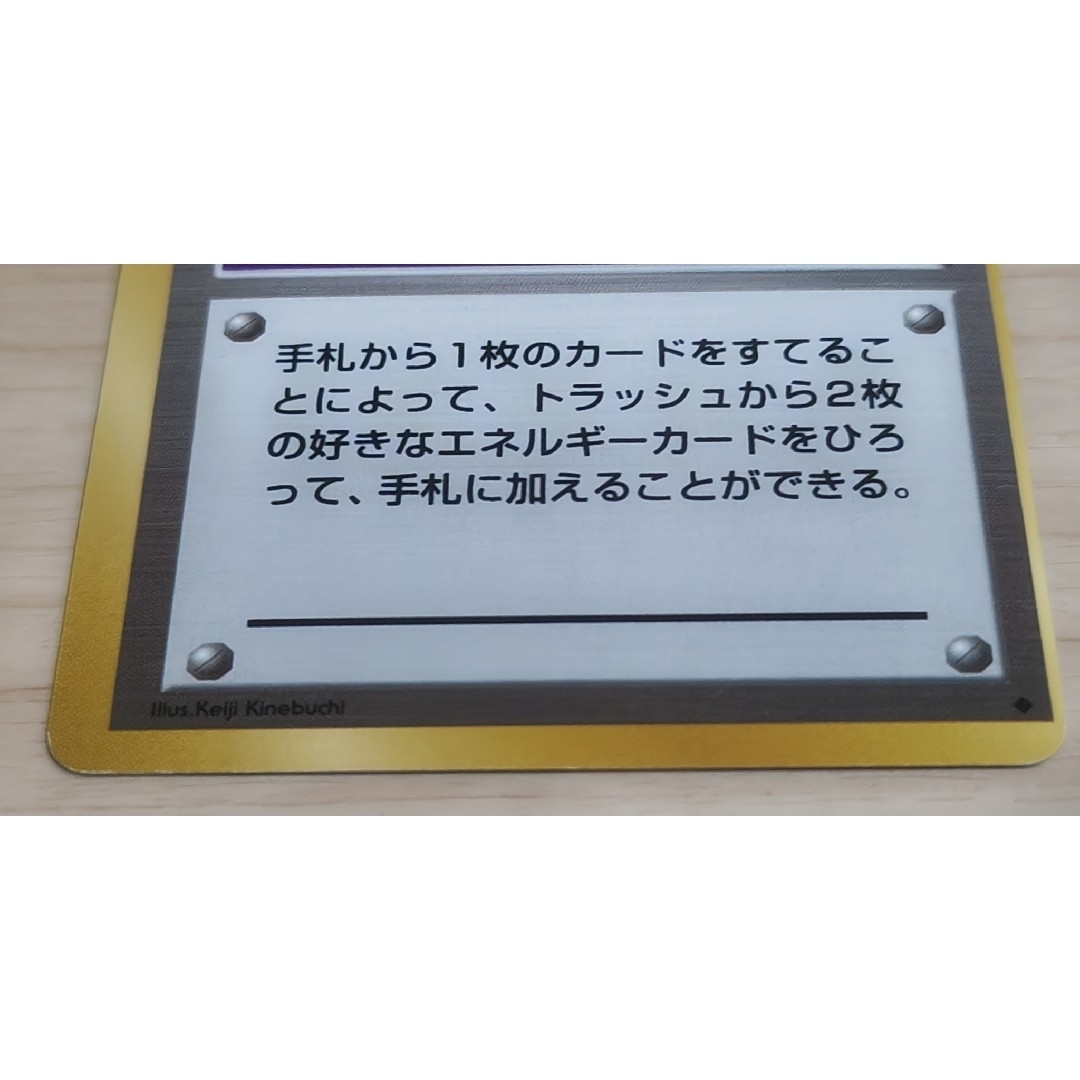 手札から1枚のカードをすてるこ
とによって、トラッシュから2枚
の好きなエネルギーカードをひろ
って、手札に加えることができる。
Illus.Keiji Kinebuchi